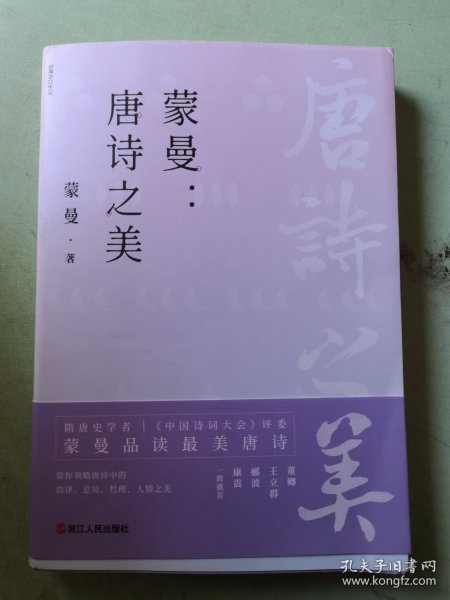 蒙曼：
唐诗之美
蒙曼·著
唐詩之美
隋唐史学者 |《中国诗词大会》评委
蒙曼品读最美唐诗
带你领略唐诗中的
韵律、意境、哲理、人情之美
董卿
王立群
郦波
康震
一致推荐
浙江人民出版社
孔夫子旧书网
www.kongfz.com